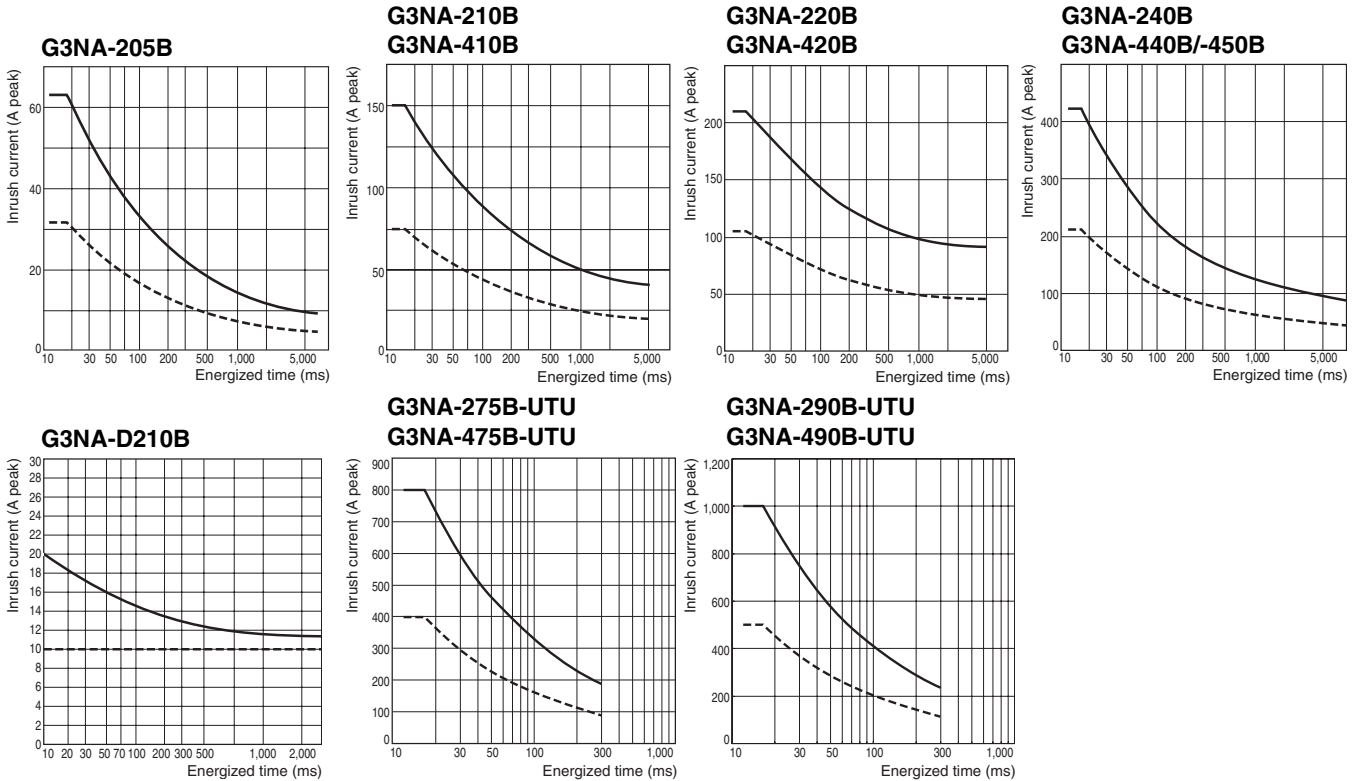 G3NA-205B
Inrush current (A peak)
60
40
20
0
10 30 50 100 200 500 1,000 5,000
Energized time (ms)
G3NA-210B
G3NA-410B
Inrush current (A peak)
150
100
50
0
10 30 50 100 200 500 1,000 5,000
Energized time (ms)
G3NA-220B
G3NA-420B
Inrush current (A peak)
200
150
100
50
0
10 30 50 100 200 500 1,000 5,000
Energized time (ms)
G3NA-240B
G3NA-440B/-450B
Inrush current (A peak)
400
300
200
100
0
10 30 50 100 200 500 1,000 5,000
Energized time (ms)
G3NA-D210B
Inrush current (A peak)
30
28
26
24
22
20
18
16
14
12
10
8
6
4
2
0
10 20 30 50 70 100 200 300 500 1,000 2,000
Energized time (ms)
G3NA-275B-UTU
G3NA-475B-UTU
Inrush current (A peak)
900
800
700
600
500
400
300
200
100
0
10 30 50 100 300 1,000
Energized time (ms)
G3NA-290B-UTU
G3NA-490B-UTU
Inrush current (A peak)
1,200
1,000
800
600
400
200
0
10 30 50 100 300 1,000
Energized time (ms)